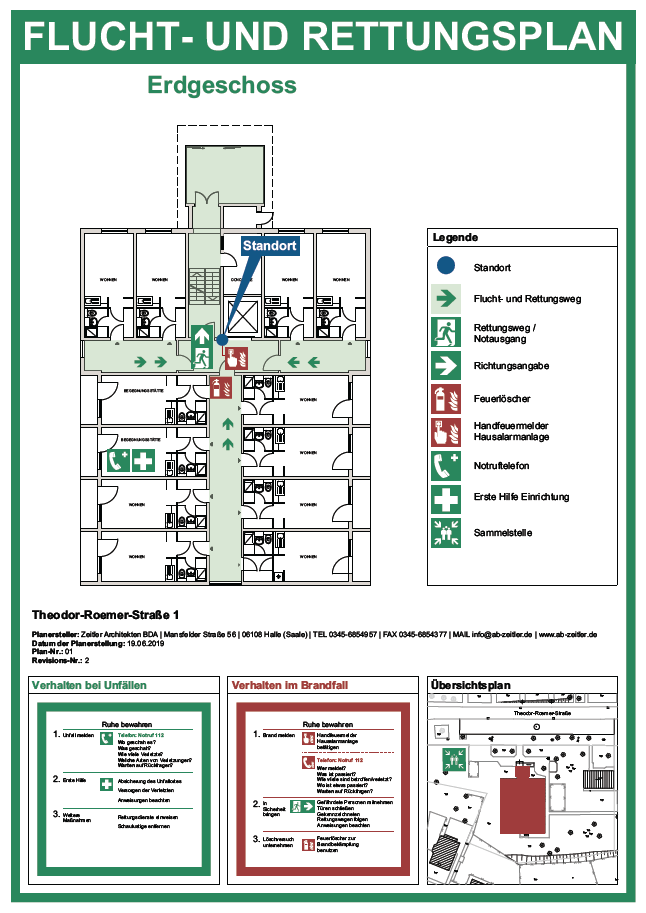 FLUCHT- UND RETTUNGSPLAN
Erdgeschoss
Standort
WOHNEN
WOHNEN
WOHNEN
WOHNEN
BEGEGNUNGSSTÄTTE
WOHNEN
BEGEGNUNGSSTÄTTE
WOHNEN
WOHNEN
WOHNEN
WOHNEN
WOHNEN
Legende
Standort
Flucht- und Rettungsweg
Rettungsweg /
Notausgang
Richtungsangabe
Feuerlöscher
Handfeuermelder
Hausalarmanlage
Notruftelefon
Erste Hilfe Einrichtung
Sammelstelle
Theodor-Roemer-Straße 1
Planersteller: Zeitler Architekten BDA | Mansfelder Straße 56 | 06108 Halle (Saale) | TEL 0345-6854957 | FAX 0345-6854377 | MAIL info@ab-zeitler.de | www.ab-zeitler.de
Datum der Planerstellung: 19.06.2019
Plan-Nr.: 01
Revisions-Nr.: 2
Verhalten bei Unfällen
Ruhe bewahren
1. Unfall melden
Telefon: Notruf 112
Wo geschah es?
Was geschah?
Wie viele Verletzte?
Welche Arten von Verletzungen?
Warten auf Rückfragen!
2. Erste Hilfe
Absicherung des Unfallortes
Versorgen der Verletzten
Anweisungen beachten
3. Weitere Maßnahmen
Rettungsdienste einweisen
Schaulustige entfernen
Verhalten im Brandfall
Ruhe bewahren
1. Brand melden
Handfeuermelder
Hausalarmanlage
betätigen
Telefon: Notruf 112
Wer meldet?
Was ist passiert?
Wie viele sind betroffen/verletzt?
Wo ist etwas passiert?
Warten auf Rückfragen!
2. In Sicherheit bringen
Gefährdete Personen mitnehmen
Türen schließen
Gekennzeichneten
Rettungswegen folgen
Anweisungen beachten
3. Löschversuch unternehmen
Feuerlöscher zur
Brandbekämpfung
benutzen
Übersichtsplan
Theodor-Roemer-Straße